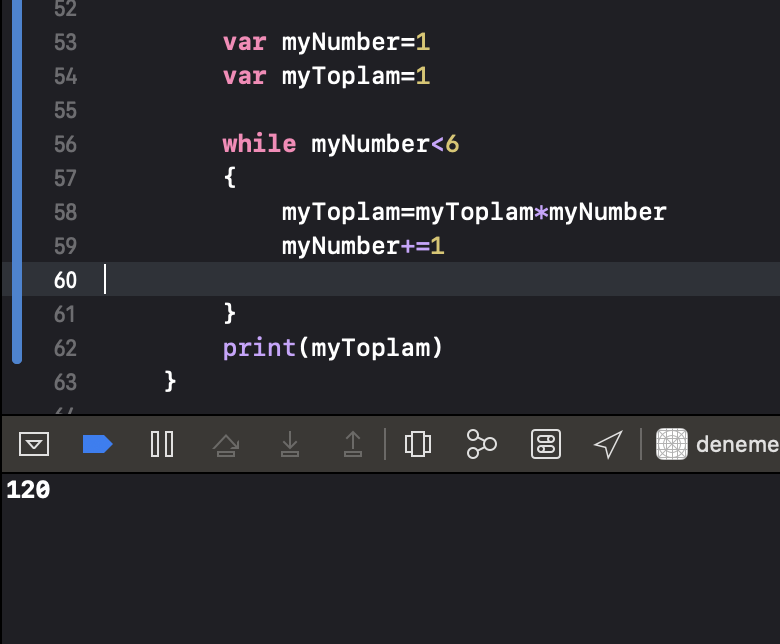 52
53 var myNumber=1
54 var myToplam=1
55
56 while myNumber<6
57 {
58 myToplam=myToplam*myNumber
59 myNumber+=1
60
61 }
62 print(myToplam)
63 }
64
deneme
120